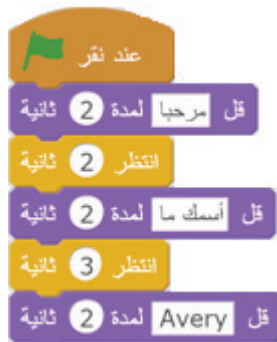 عند نقر
قل مرحبا لمدة 2 ثانية
انتظر 2 ثانية
قل أسمك ما لمدة 2 ثانية
انتظر 3 ثانية
قل Avery لمدة 2 ثانية